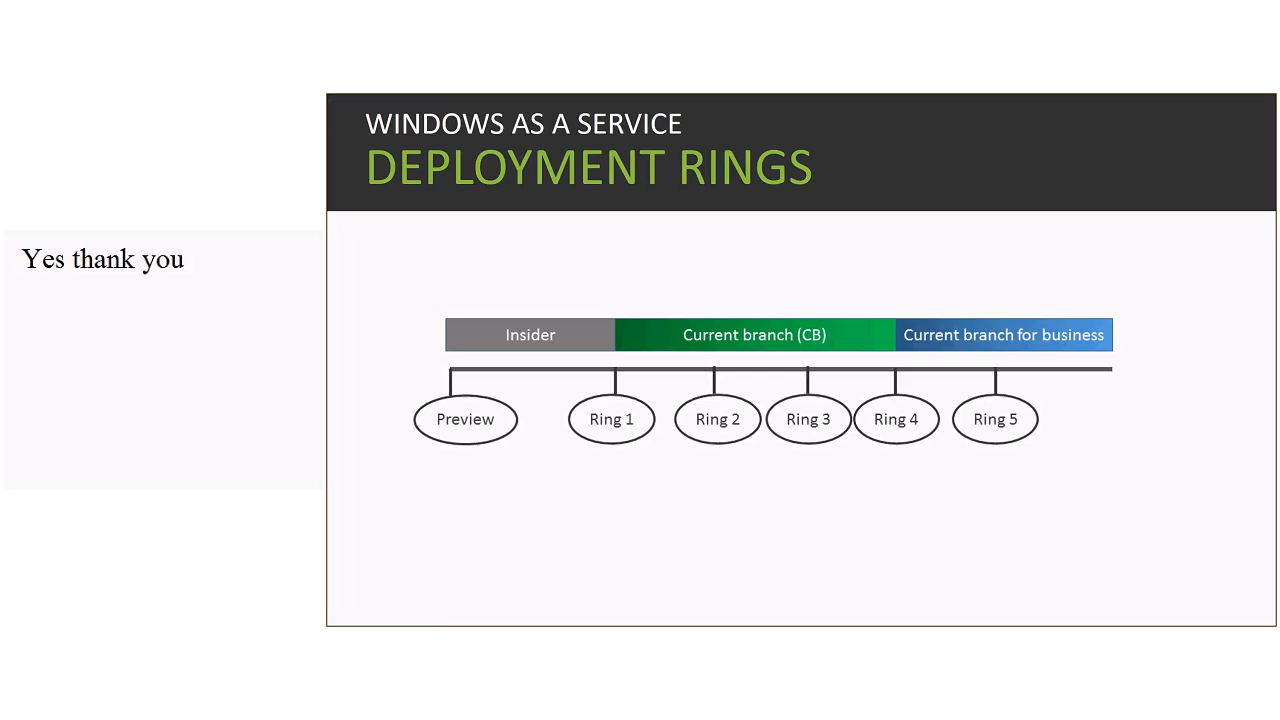 WINDOWS AS A SERVICE
DEPLOYMENT RINGS
Yes thank you
Insider Current branch (CB) Current branch for business
Preview Ring 1 Ring 2 Ring 3 Ring 4 Ring 5